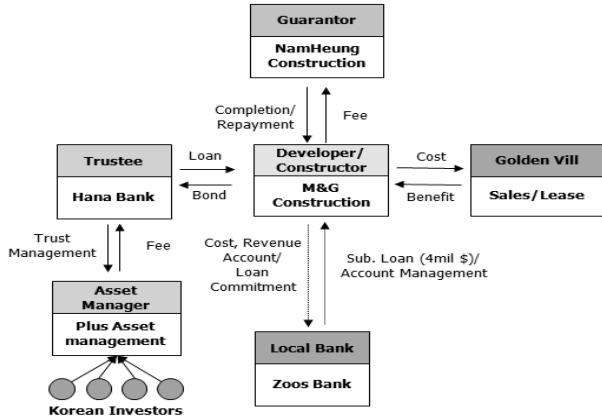 Guarantor
NamHeung
Construction
Completion/
Repayment
Fee
Trustee
Hana Bank
Loan
Bond
Developer/
Constructor
M&G
Construction
Cost
Benefit
Golden Vill
Sales/Lease
Trust
Management
Fee
Cost, Revenue
Account/
Loan
Commitment
Sub. Loan (4mil $)/
Account Management
Asset
Manager
Plus Asset
management
Local Bank
Zoos Bank
Korean Investors